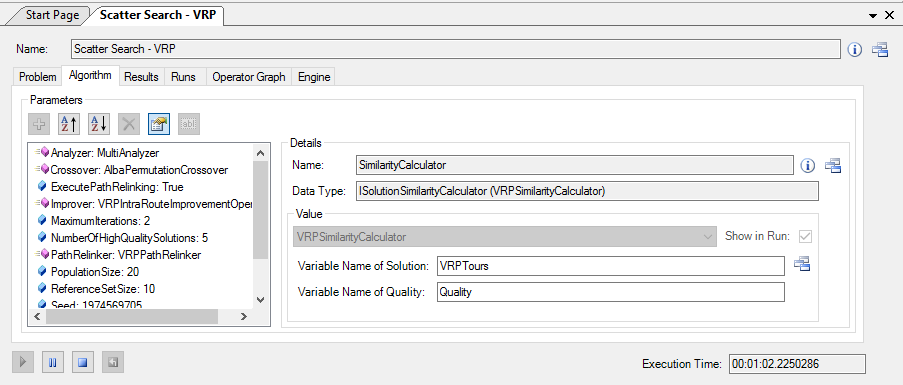 Start Page
Scatter Search - VRP
Name:
Scatter Search - VRP
Problem
Algorithm
Results
Runs
Operator Graph
Engine
Parameters
Analyzer: MultiAnalyzer
Crossover: AlbaPermutationCrossover
ExecutePathRelinking: True
Improver: VRPIntraRouteImprovementOper
MaximumIterations: 2
NumberOfHighQualitySolutions: 5
PathRelinker: VRPPathRelinker
PopulationSize: 20
ReferenceSetSize: 10
Seed: 1974569705
Details
Name:
SimilarityCalculator
Data Type:
ISolutionSimilarityCalculator (VRPSimilarityCalculator)
Value
VRPSimilarityCalculator
Show in Run:
Variable Name of Solution:
VRPTours
Variable Name of Quality:
Quality
Execution Time:
00:01:02.2250286